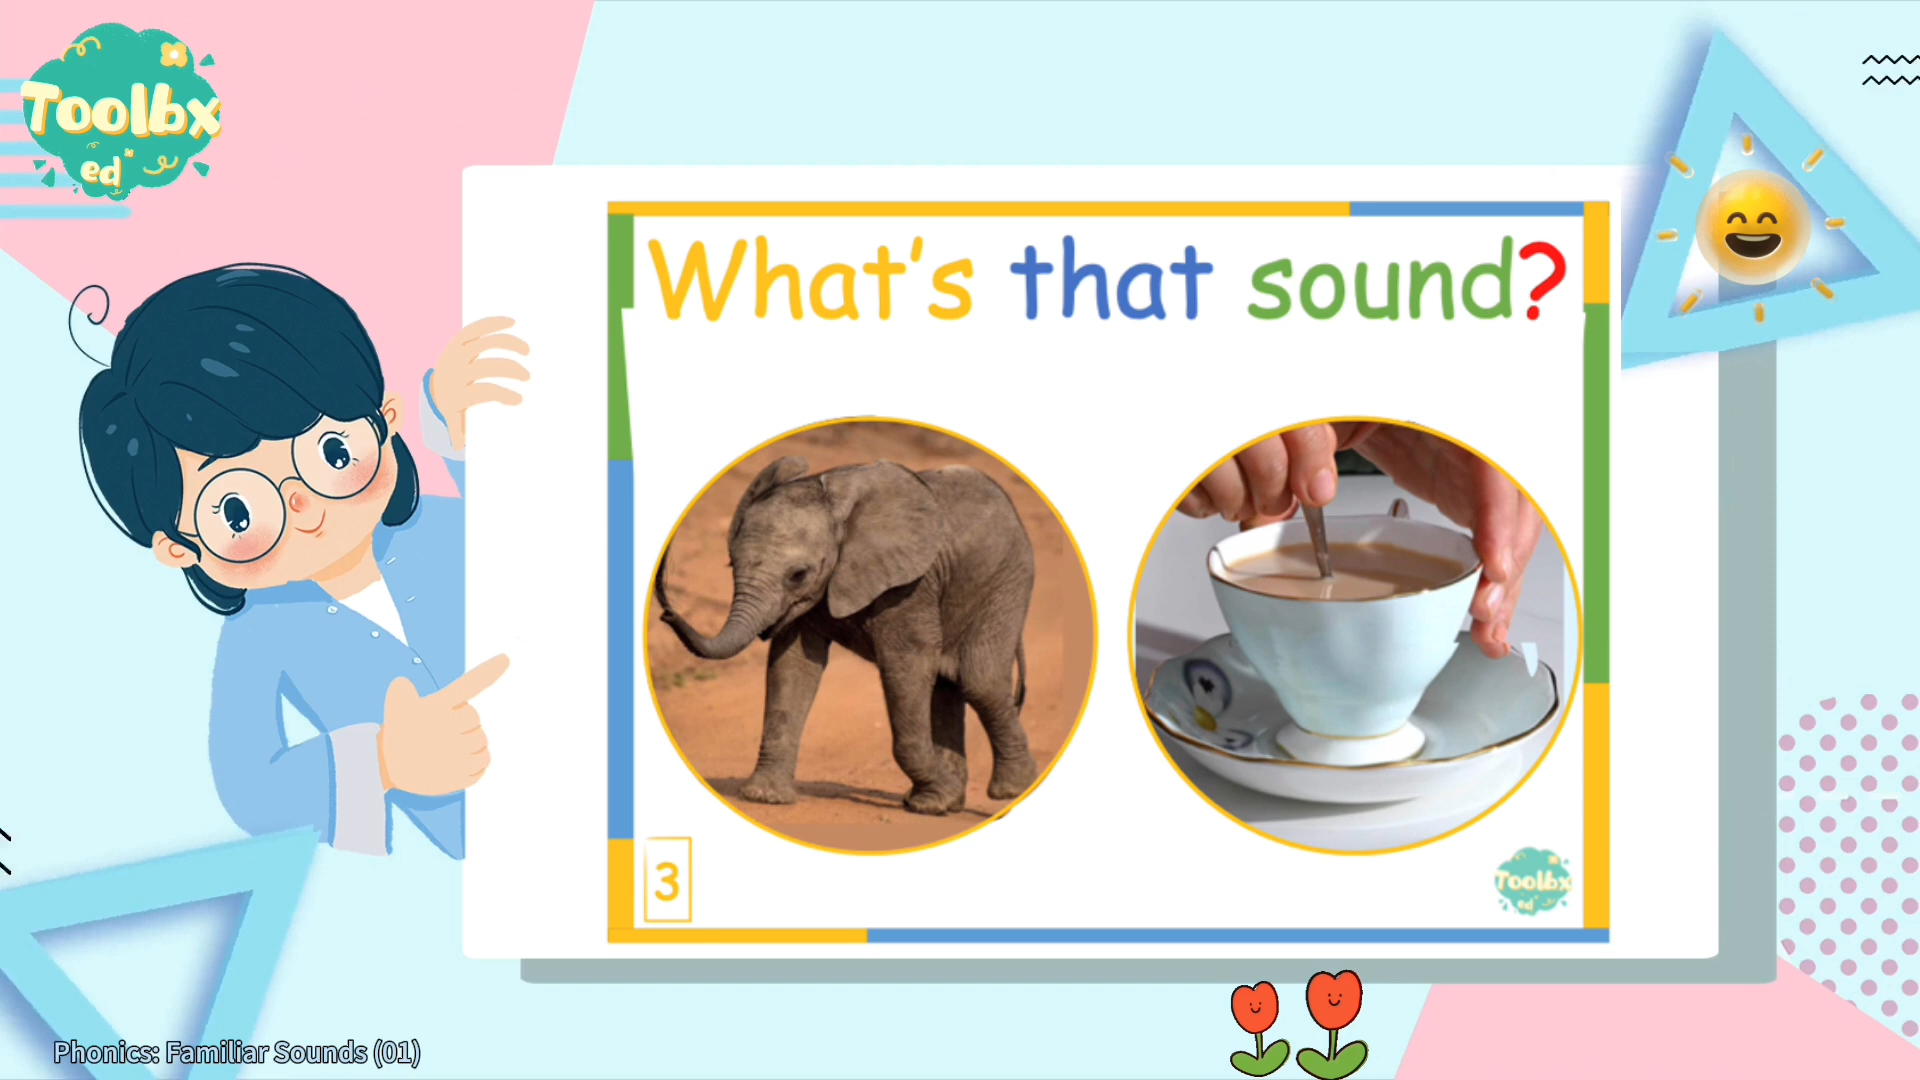 Toolbx
ed
What's that sound?
3
Toolbx
ed
Phonics: Familiar Sounds (01)